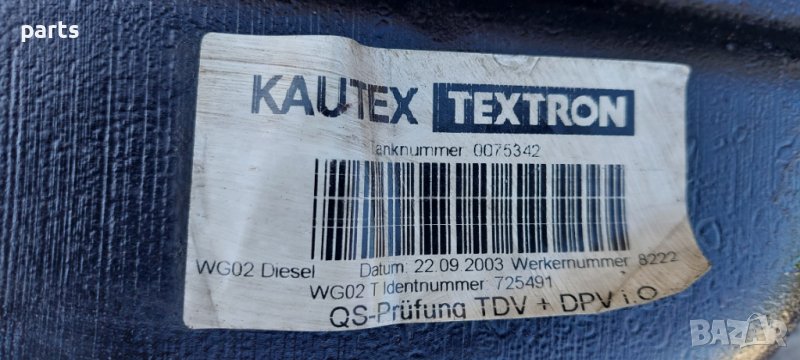 parts
KAUTEX TEXTRON
Tanknummer: 0075342
WG02 Diesel Datum: 22.09.2003 Werkernummer: 8222
WG02 T Identnummer: 725491
QS-Prüfung TDV + DPV i.O.
BAZAR